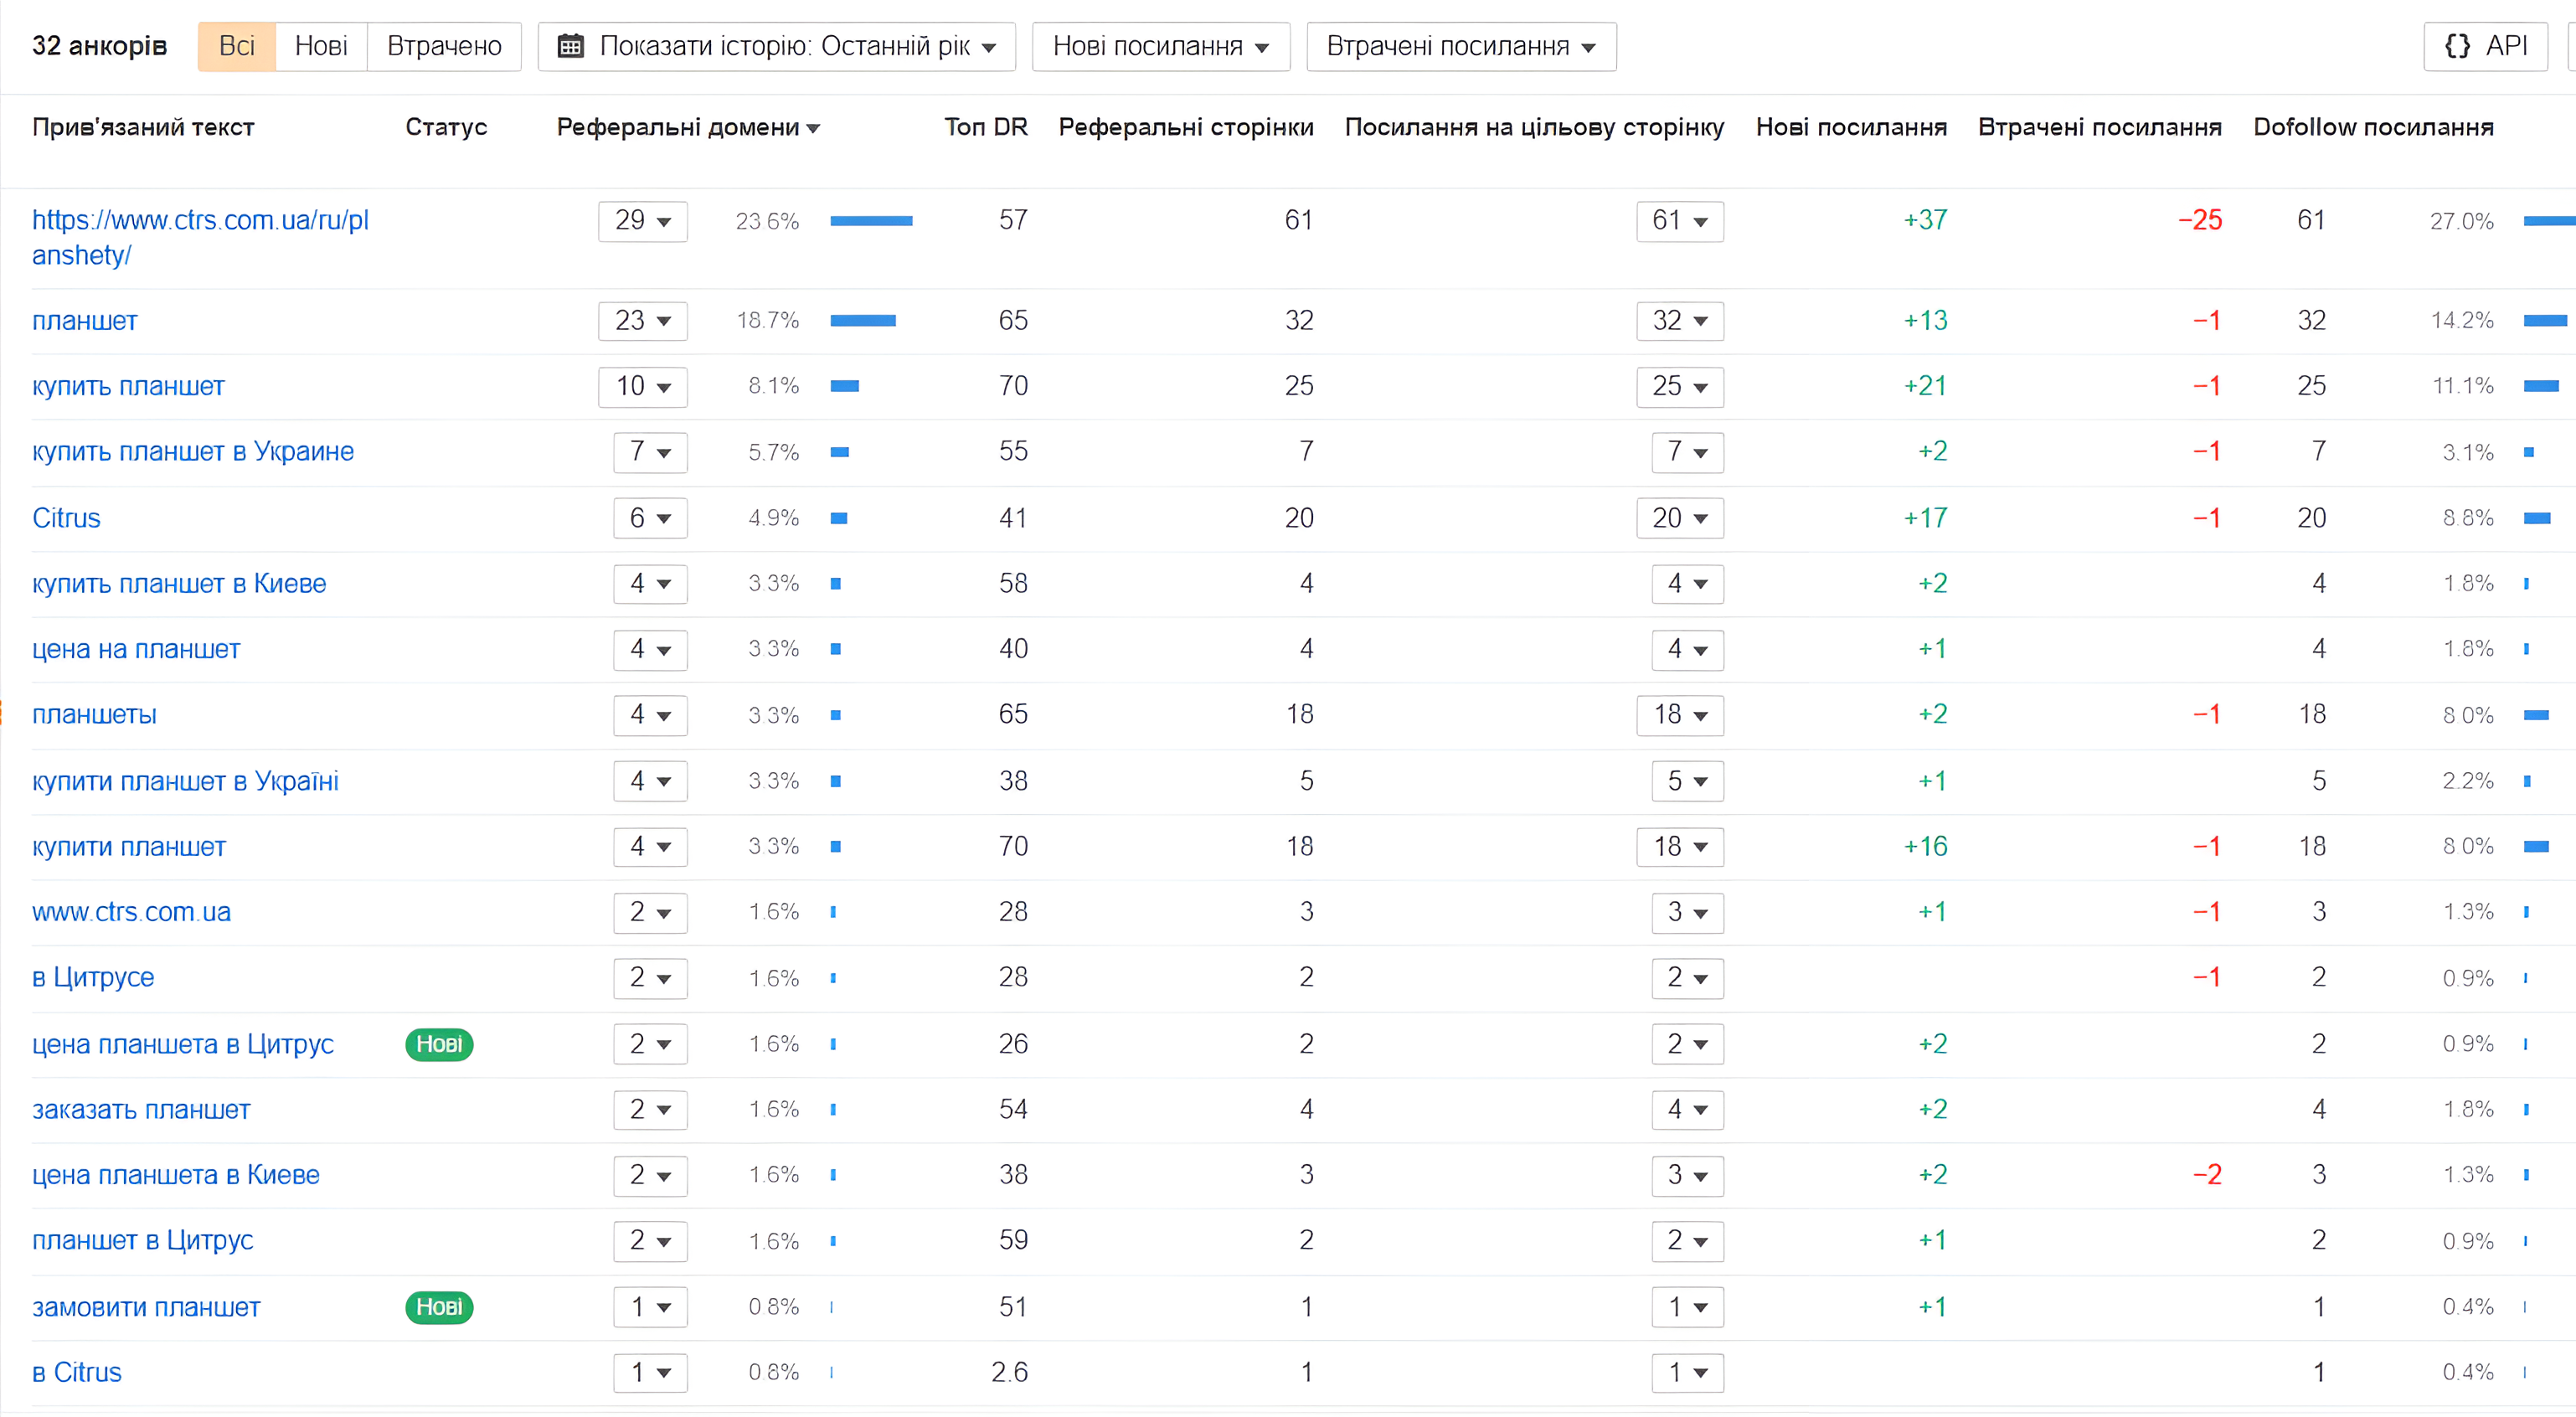 32 анкорів Всі Нові Втрачено Показати історію: Останній рік Нові посилання Втрачені посилання {} API
Прив'язаний текст Статус Реферальні домени Топ DR Реферальні сторінки Посилання на цільову сторінку Нові посилання Втрачені посилання Dofollow посилання
https://www.ctrs.com.ua/ru/pl 29 23.6% 57 61 61 +37 −25 61 27.0%
anshety/
планшет 23 18.7% 65 32 32 +13 −1 32 14.2%
купить планшет 10 8.1% 70 25 25 +21 −1 25 11.1%
купить планшет в Украине 7 5.7% 55 7 7 +2 −1 7 3.1%
Citrus 6 4.9% 41 20 20 +17 −1 20 8.8%
купить планшет в Киеве 4 3.3% 58 4 4 +2 4 1.8%
цена на планшет 4 3.3% 40 4 4 +1 4 1.8%
планшеты 4 3.3% 65 18 18 +2 −1 18 8.0%
купити планшет в Україні 4 3.3% 38 5 5 +1 5 2.2%
купити планшет 4 3.3% 70 18 18 +16 −1 18 8.0%
www.ctrs.com.ua 2 1.6% 28 3 3 +1 −1 3 1.3%
в Цитрусе 2 1.6% 28 2 2 −1 2 0.9%
цена планшета в Цитрус Нові 2 1.6% 26 2 2 +2 2 0.9%
заказать планшет 2 1.6% 54 4 4 +2 4 1.8%
цена планшета в Киеве 2 1.6% 38 3 3 +2 −2 3 1.3%
планшет в Цитрус 2 1.6% 59 2 2 +1 2 0.9%
замовити планшет Нові 1 0.8% 51 1 1 +1 1 0.4%
в Citrus 1 0.8% 2.6 1 1 1 0.4%